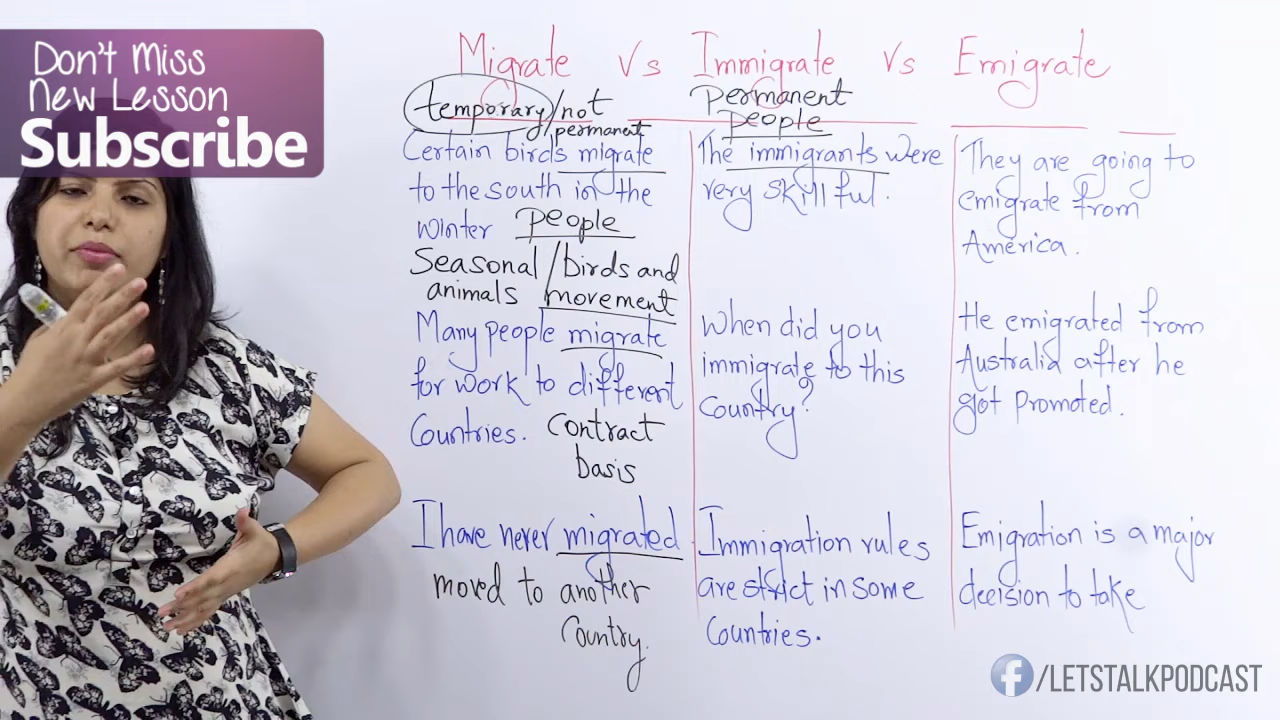 Don't Miss
New Lesson
Subscribe
Migrate vs Immigrate vs Emigrate
temporary/not
permanent
Certain birds migrate
to the south in the
winter people
Seasonal/birds and
animals movement
Many people migrate
for work to different
Countries. contract
basis
I have never migrated
moved to another
Country.
permanent
people
The immigrants were
very skillful.
When did you
immigrate to this
country?
Immigration rules
are strict in some
Countries.
They are going to
emigrate from
America.
He emigrated from
Australia after he
got promoted.
Emigration is a major
decision to take
f/LETSTALKPODCAST